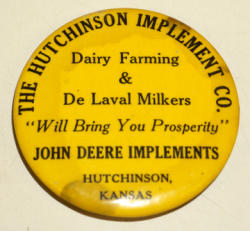 THE HUTCHINSON IMPLEMENT CO.
Dairy Farming
&
De Laval Milkers
"Will Bring You Prosperity"
JOHN DEERE IMPLEMENTS
HUTCHINSON,
KANSAS